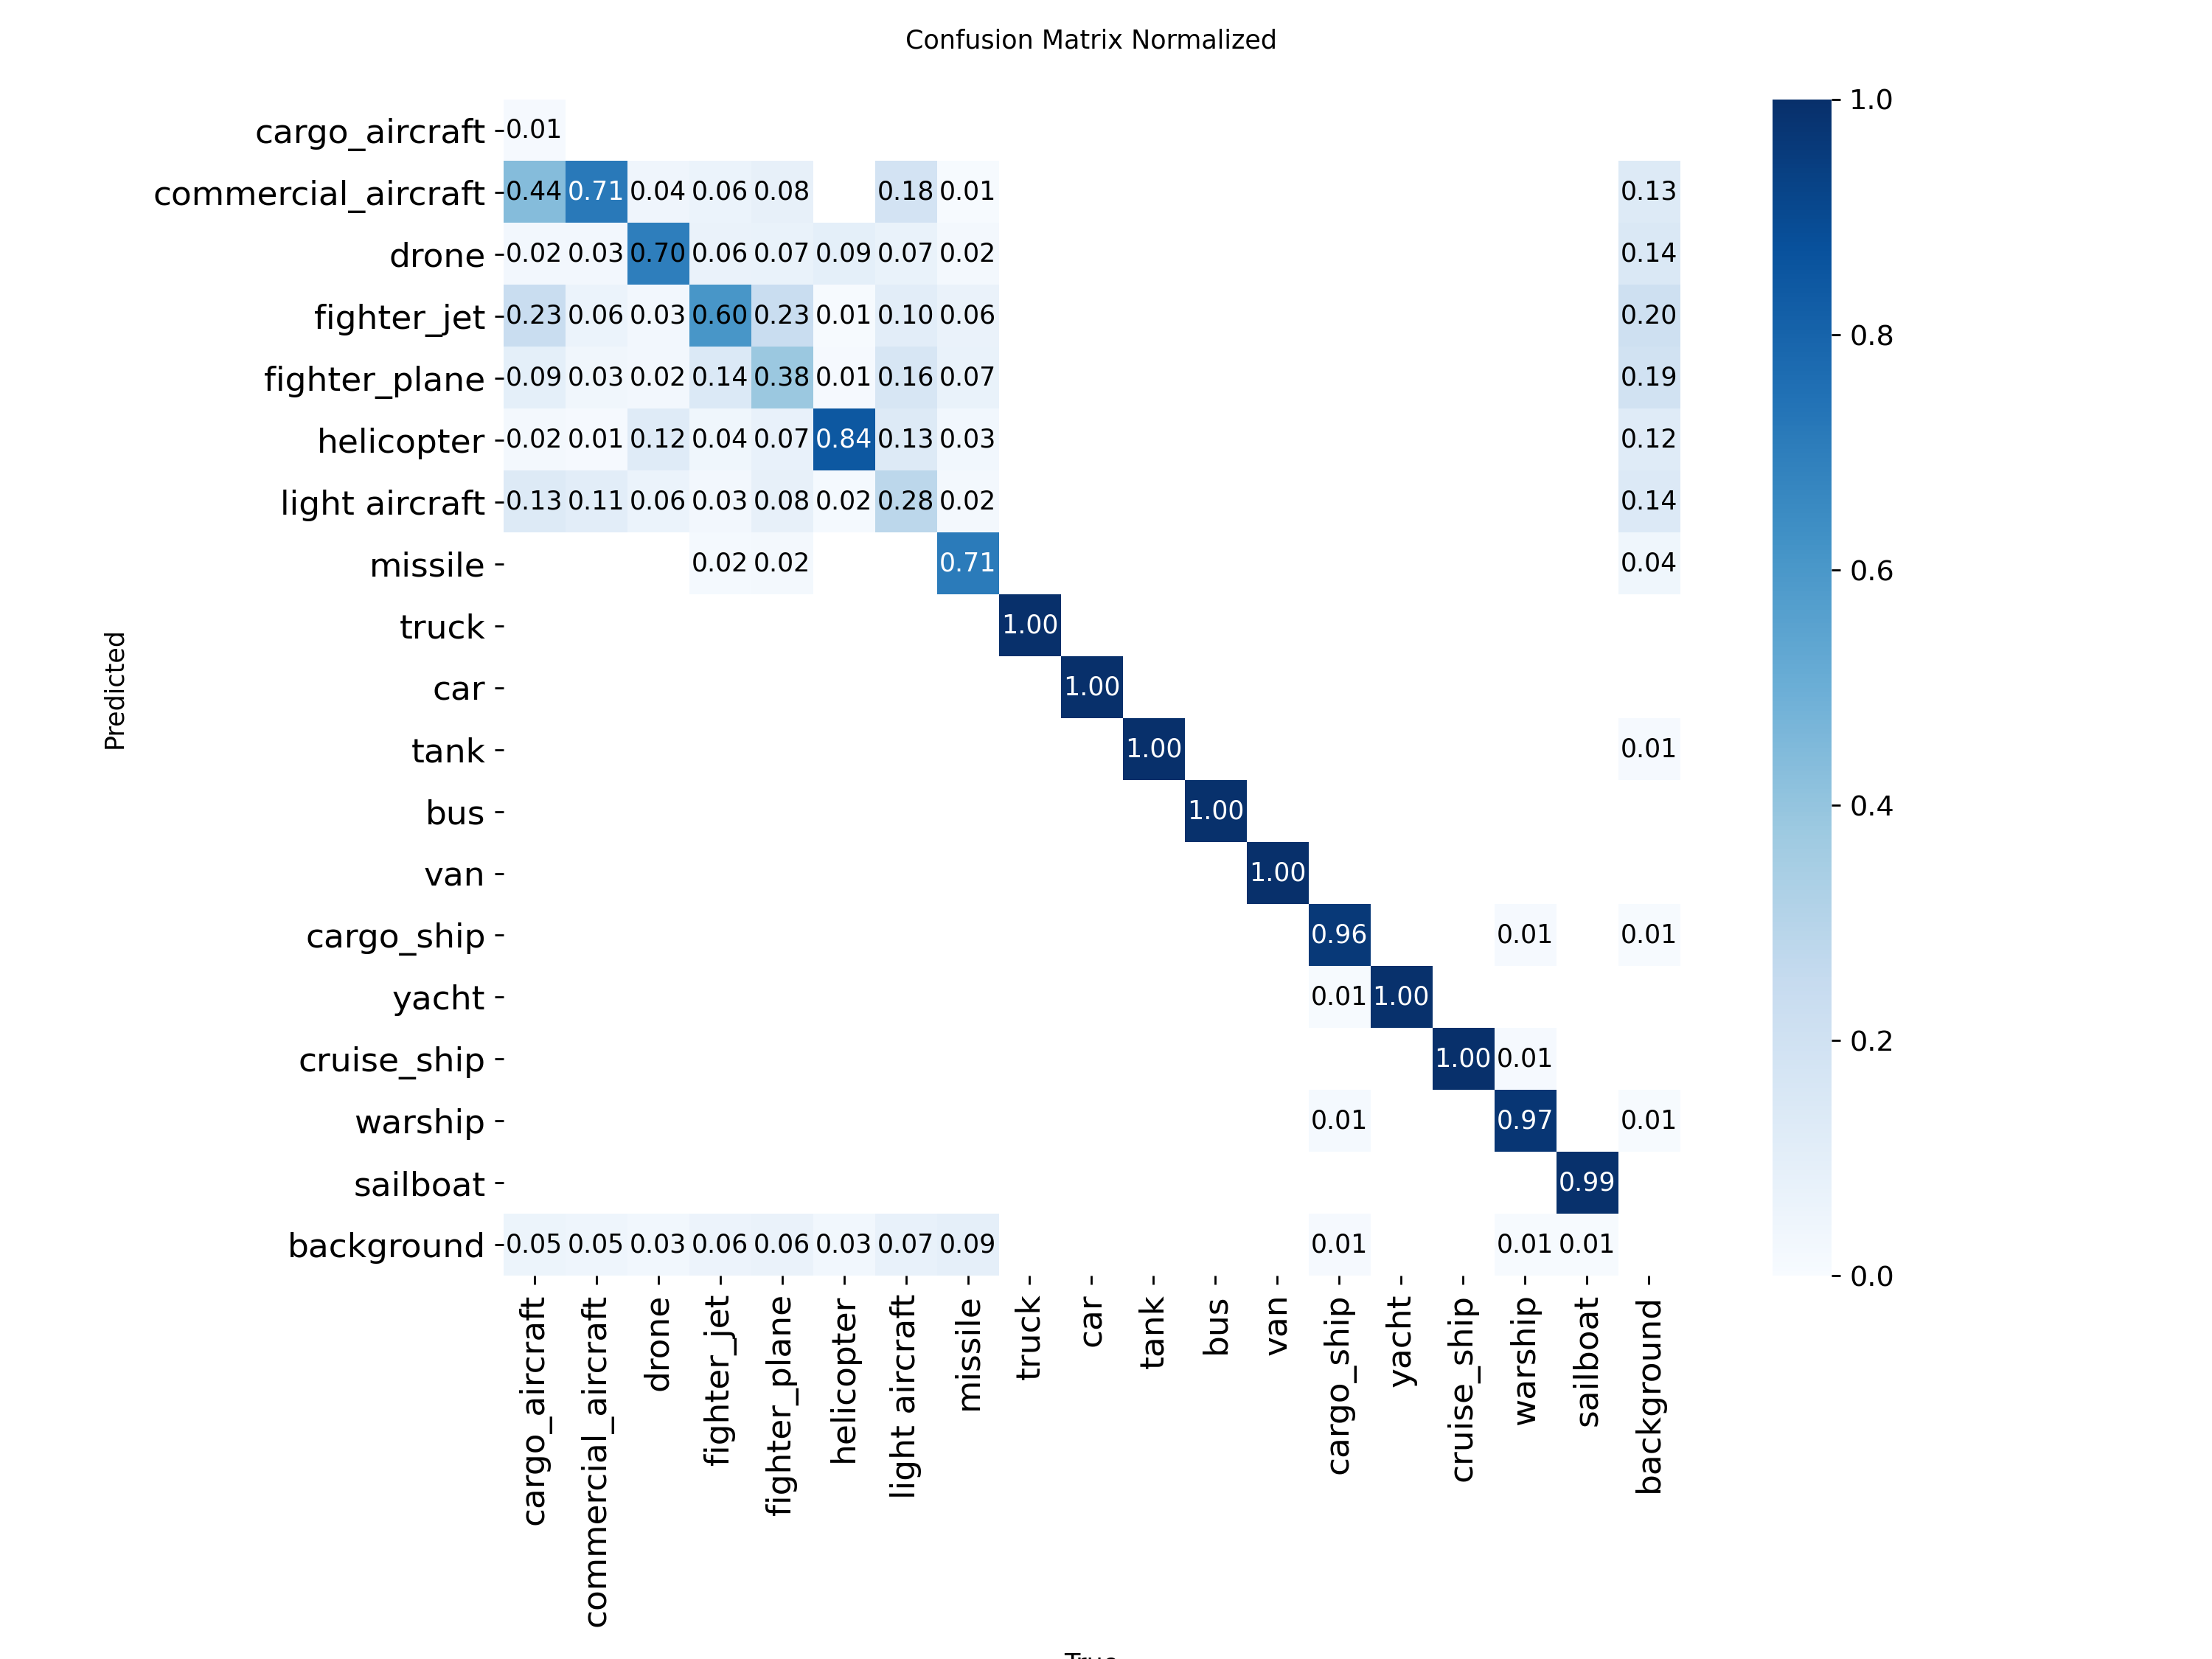 Confusion Matrix Normalized
cargo_aircraft 0.01
commercial_aircraft 0.44 0.71 0.04 0.06 0.08 0.18 0.01 0.13
drone 0.02 0.03 0.70 0.06 0.07 0.09 0.07 0.02 0.14
fighter_jet 0.23 0.06 0.03 0.60 0.23 0.01 0.10 0.06 0.20
fighter_plane 0.09 0.03 0.02 0.14 0.38 0.01 0.16 0.07 0.19
helicopter 0.02 0.01 0.12 0.04 0.07 0.84 0.13 0.03 0.12
light aircraft 0.13 0.11 0.06 0.03 0.08 0.02 0.28 0.02 0.14
missile 0.02 0.02 0.71 0.04
truck 1.00
car 1.00
tank 1.00 0.01
bus 1.00
van 1.00
cargo_ship 0.96 0.01 0.01
yacht 0.01 1.00
cruise_ship 1.00 0.01
warship 0.01 0.97 0.01
sailboat 0.99
background 0.05 0.05 0.03 0.06 0.06 0.03 0.07 0.09 0.01 0.01 0.01
Predicted
cargo_aircraft
commercial_aircraft
drone
fighter_jet
fighter_plane
helicopter
light aircraft
missile
truck
car
tank
bus
van
cargo_ship
yacht
cruise_ship
warship
sailboat
background
True
1.0
0.8
0.6
0.4
0.2
0.0